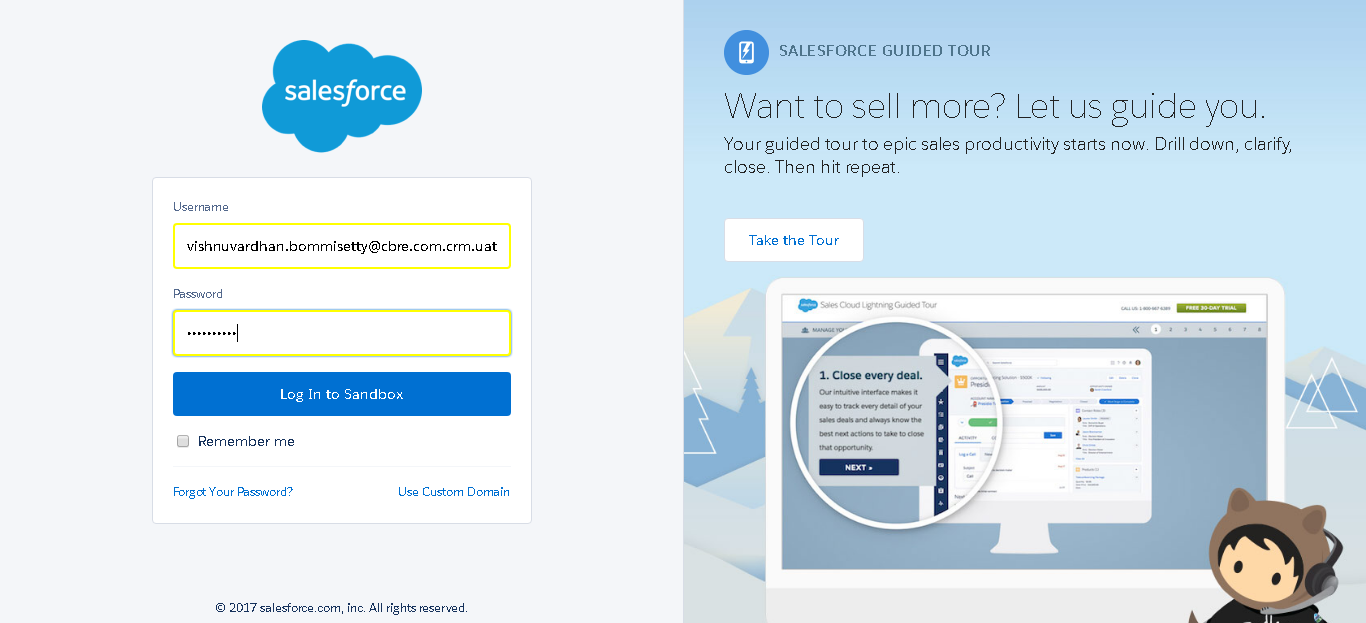 salesforce
Username
vishnuvardhan.bommisetty@cbre.com.crm.uat
Password
Log In to Sandbox
Remember me
Forgot Your Password?
Use Custom Domain
© 2017 salesforce.com, inc. All rights reserved.
SALESFORCE GUIDED TOUR
Want to sell more? Let us guide you.
Your guided tour to epic sales productivity starts now. Drill down, clarify,
close. Then hit repeat.
Take the Tour
salesforce
Sales Cloud Lightning Guided Tour
FREE 30-DAY TRIAL
MANAGE YO
1 2 3 4 5 6 7 8
1. Close every deal.
Our intuitive interface makes it
easy to track every detail of your
sales deals and always know the
best next actions to take to close
that opportunity.
NEXT »
ACTIVITY
Log a Call